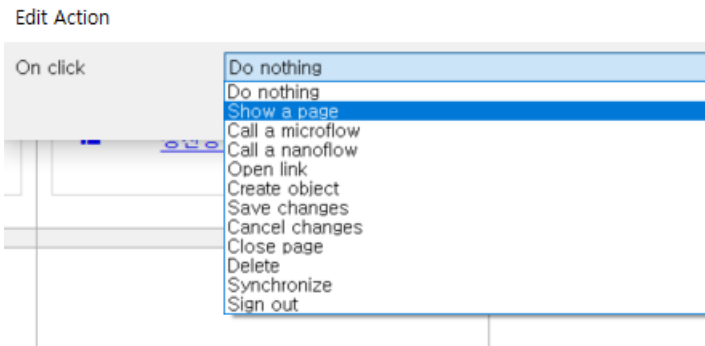 Edit Action
On click
Do nothing
Do nothing
Show a page
Call a microflow
Call a nanoflow
Open link
Create object
Save changes
Cancel changes
Close page
Delete
Synchronize
Sign out